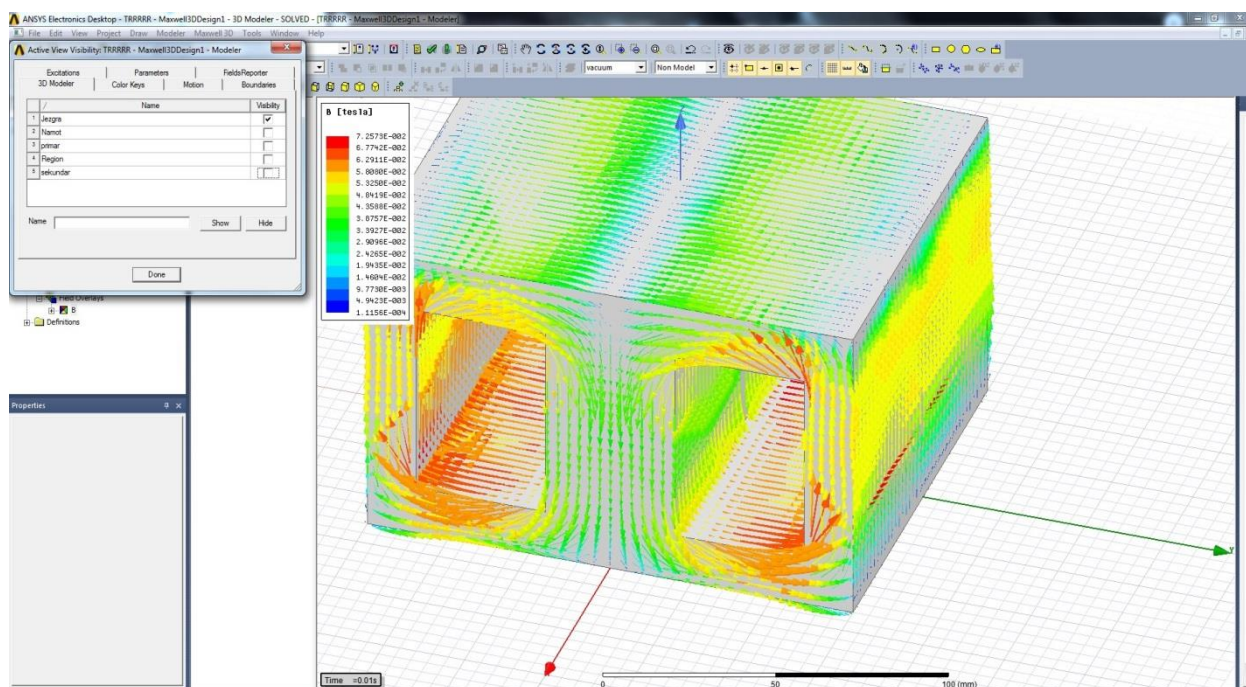 ANSYS Electronics Desktop - TRRRRR - Maxwell3DDesign1 - 3D Modeler - SOLVED - [TRRRRR - Maxwell3DDesign1 - Modeler]
File Edit View Project Draw Modeler Maxwell 3D Tools Window Help
Active View Visibility: TRRRRR - Maxwell3DDesign1 - Modeler
Excitations Parameters FieldsReporter
3D Modeler Color Keys Motion Boundaries
Name Visibility
1 Jezgra
2 Namot
3 primar
4 Region
5 sekundar
Name Show Hide
Done
vacuum Non Model
Field Overlays
B
Definitions
Properties
B [tesla]
7.2573E-002
6.7742E-002
6.2911E-002
5.8080E-002
5.3250E-002
4.8419E-002
4.3588E-002
3.8757E-002
3.3927E-002
2.9096E-002
2.4265E-002
1.9435E-002
1.4604E-002
9.7730E-003
4.9423E-003
1.1156E-004
Y
Time =0.01s
0 50 100 (mm)